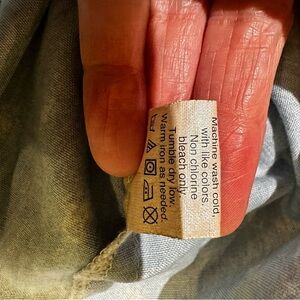 Machine wash cold,
with like colors.
Non chlorine
bleach only.
Tumble dry low.
Warm iron as needed.